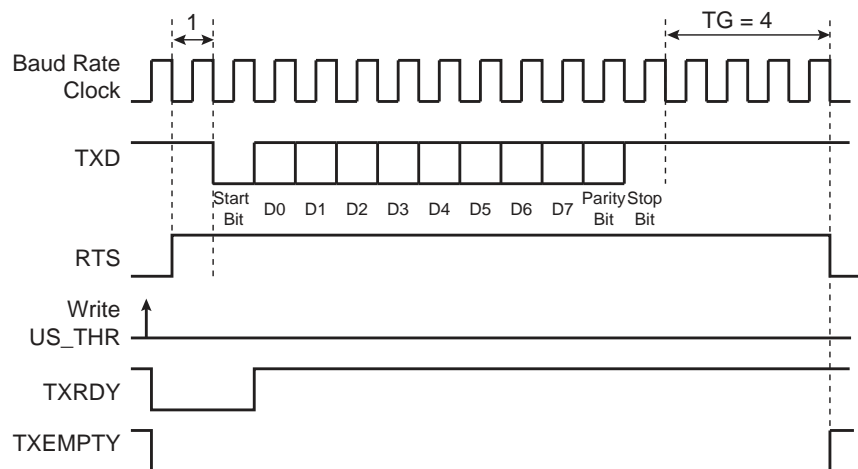 1
TG = 4
Baud Rate
Clock
TXD
Start
Bit
D0
D1
D2
D3
D4
D5
D6
D7
Parity
Bit
Stop
Bit
RTS
Write
US_THR
TXRDY
TXEMPTY